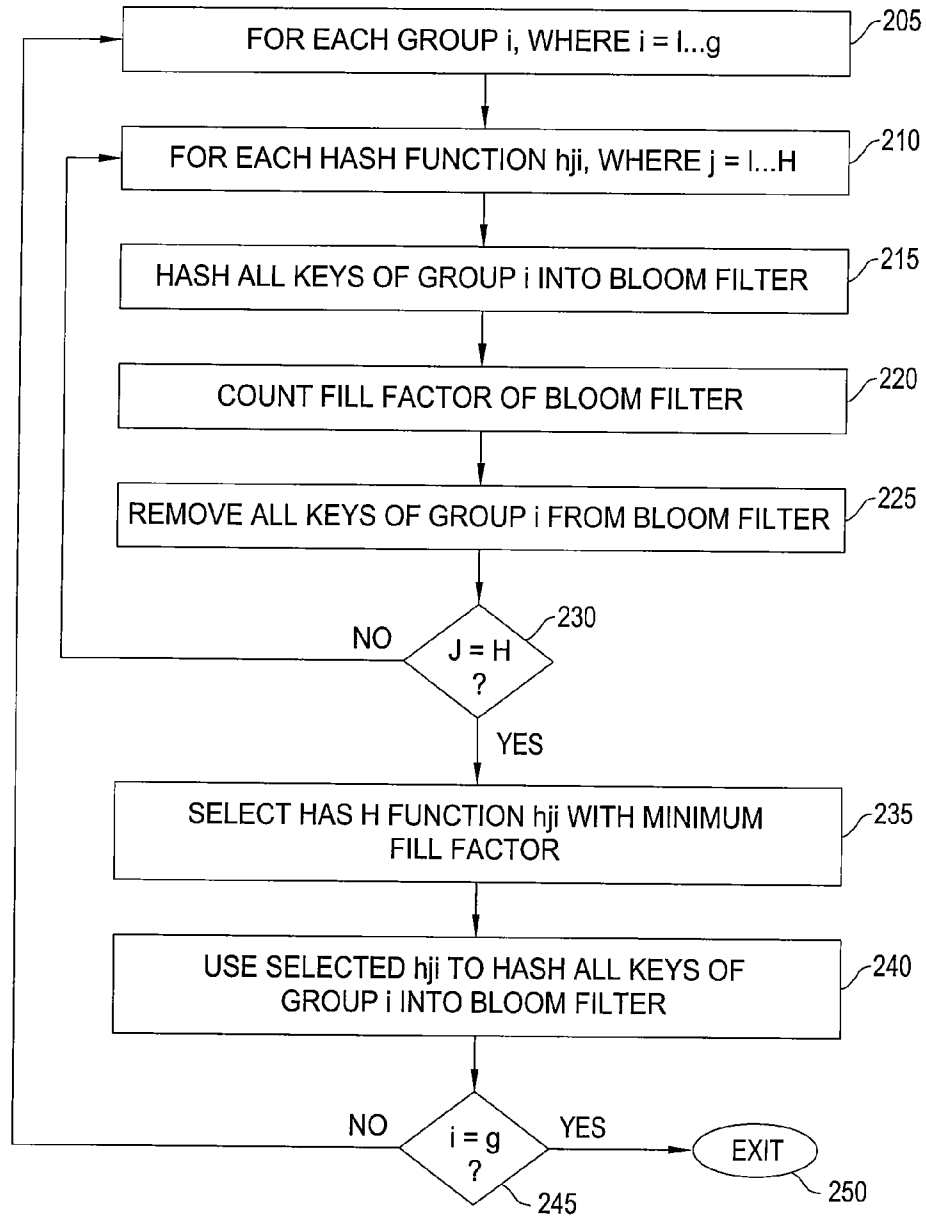 FOR EACH GROUP i, WHERE i = I...g
205
FOR EACH HASH FUNCTION hji, WHERE j = I...H
210
HASH ALL KEYS OF GROUP i INTO BLOOM FILTER
215
COUNT FILL FACTOR OF BLOOM FILTER
220
REMOVE ALL KEYS OF GROUP i FROM BLOOM FILTER
225
NO
J = H
?
230
YES
SELECT HAS H FUNCTION hji WITH MINIMUM
FILL FACTOR
235
USE SELECTED hji TO HASH ALL KEYS OF
GROUP i INTO BLOOM FILTER
240
NO
i = g
?
YES
EXIT
245
250